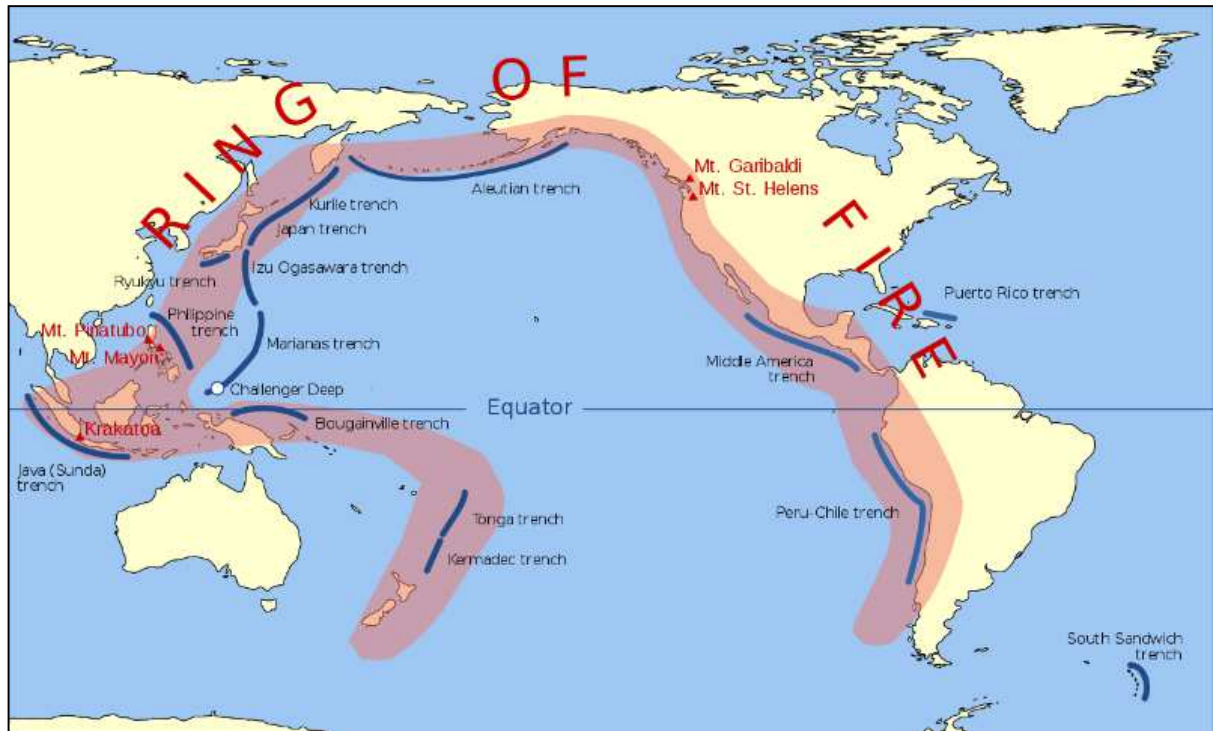 RING OF FIRE
Mt. Garibaldi
Mt. St. Helens
Aleutian trench
Kurile trench
Japan trench
Izu Ogasawara trench
Ryukyu trench
Puerto Rico trench
Philippine
trench
Mt. Pinatubo
Mt. Mayon
Marianas trench
Middle America
trench
Challenger Deep
Equator
Bougainville trench
Krakatoa
Java (Sunda)
trench
Tonga trench
Peru-Chile trench
Kermadec trench
South Sandwich
trench